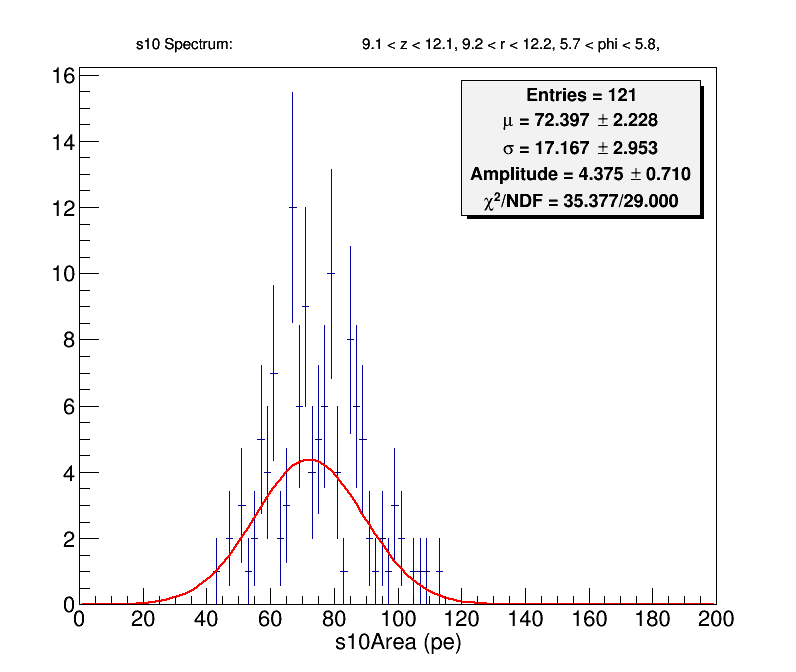 s10 Spectrum: 9.1 < z < 12.1, 9.2 < r < 12.2, 5.7 < phi < 5.8,
Entries = 121
μ = 72.397 ± 2.228
σ = 17.167 ± 2.953
Amplitude = 4.375 ± 0.710
χ²/NDF = 35.377/29.000
16
14
12
10
8
6
4
2
0
0 20 40 60 80 100 120 140 160 180 200
s10Area (pe)